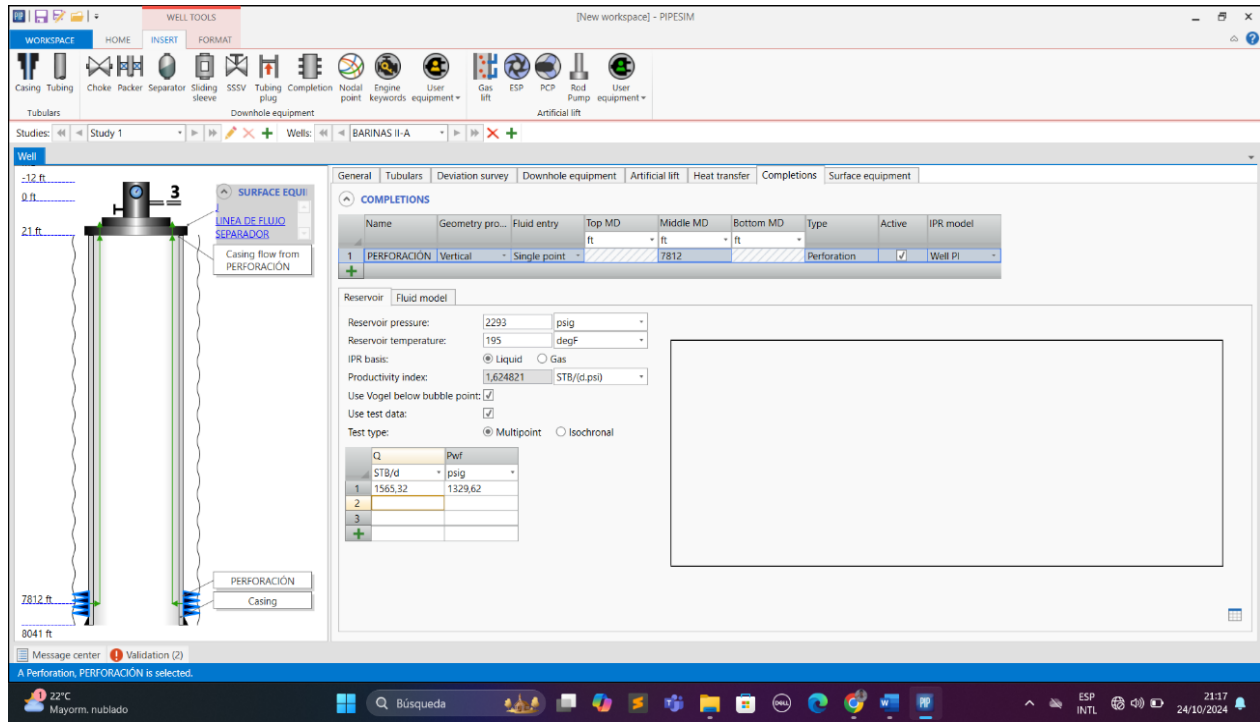 PIP
WELL TOOLS
[New workspace] - PIPESIM
WORKSPACE HOME INSERT FORMAT
Casing Tubing Choke Packer Separator Sliding sleeve SSSV Tubing plug Completion Nodal point Engine keywords User equipment Gas lift ESP PCP Rod Pump User equipment
Tubulars Downhole equipment Artificial lift
Studies: Study 1 Wells: BARINAS II-A
Well
-12 ft
0 ft
21 ft
3
SURFACE EQUI
LINEA DE FLUJO
SEPARADOR
Casing flow from
PERFORACIÓN
PERFORACIÓN
Casing
7812 ft
8041 ft
General Tubulars Deviation survey Downhole equipment Artificial lift Heat transfer Completions Surface equipment
COMPLETIONS
Name Geometry pro... Fluid entry Top MD Middle MD Bottom MD Type Active IPR model
ft ft ft
1 PERFORACIÓN Vertical Single point 7812 Perforation Well PI
Reservoir Fluid model
Reservoir pressure: 2293 psig
Reservoir temperature: 195 degF
IPR basis: Liquid Gas
Productivity index: 1,624821 STB/(d.psi)
Use Vogel below bubble point:
Use test data:
Test type: Multipoint Isochronal
Q Pwf
STB/d psig
1 1565,32 1329,62
2
3
Message center Validation (2)
A Perforation, PERFORACIÓN is selected.
1
22°C
Mayorm. nublado
Búsqueda
DELL
PIP
ESP
INTL
21:17
24/10/2024